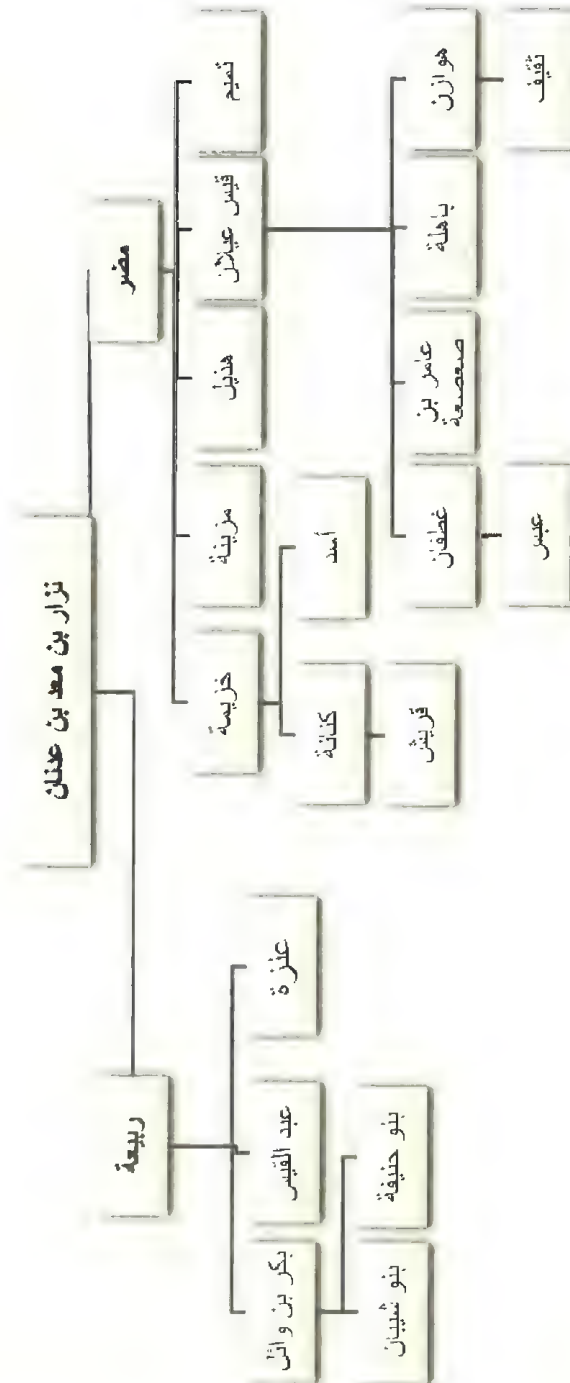 نزار بن معد بن عدنان
مضر
ربيعة
تميم
قيس عيلان
هذيل
مزينة
خزيمة
عنزة
عبد القيس
بكر بن وائل
هوازن
باهلة
عامر بن
صعصعة
غطفان
أسد
كنانة
بنو حنيفة
بنو شيبان
ثقيف
عبس
قريش